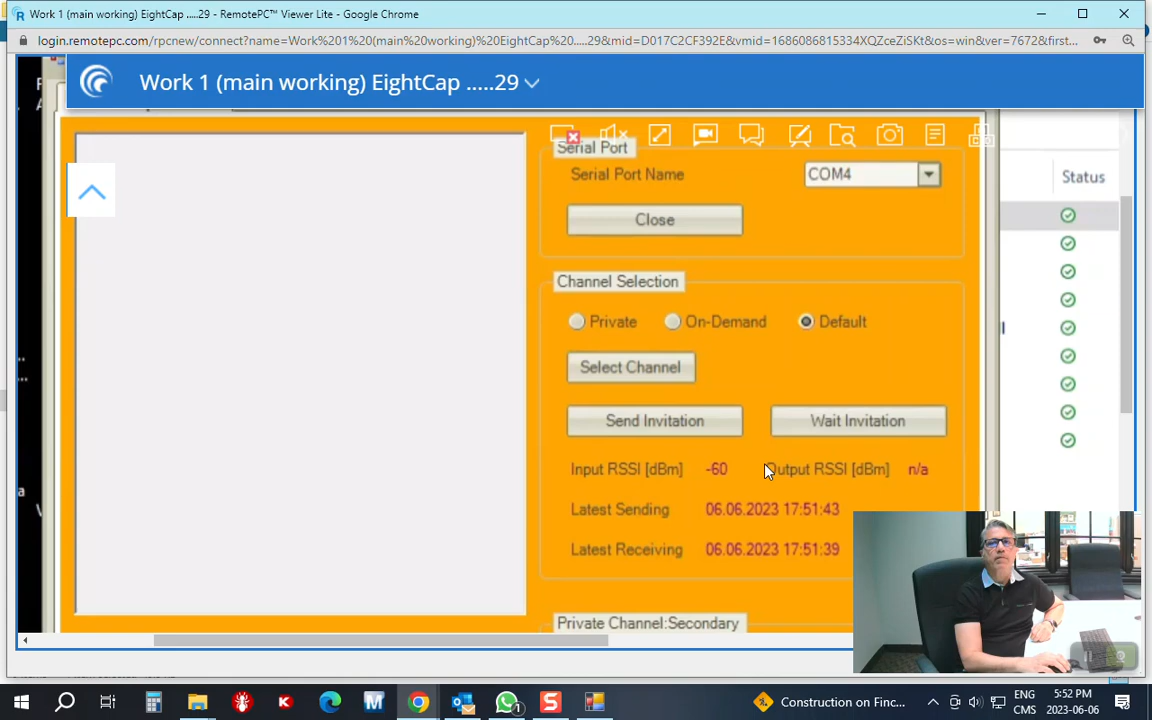 Work 1 (main working) EightCap .....29 - RemotePC™ Viewer Lite - Google Chrome
login.remotepc.com/rpcnew/connect?name=Work%201%20(main%20working)%20EightCap%20.....29&mid=D017C2CF392E&vmid=1686086815334XQZceZiSKt&os=win&ver=7672&first...
Work 1 (main working) EightCap .....29
Serial Port
Serial Port Name
COM4
Status
Close
Channel Selection
Private
On-Demand
Default
Select Channel
Send Invitation
Wait Invitation
Input RSSI [dBm]
-60
Output RSSI [dBm]
n/a
Latest Sending
06.06.2023 17:51:43
Latest Receiving
06.06.2023 17:51:39
Private Channel:Secondary
Construction on Finc...
ENG
CMS
5:52 PM
2023-06-06